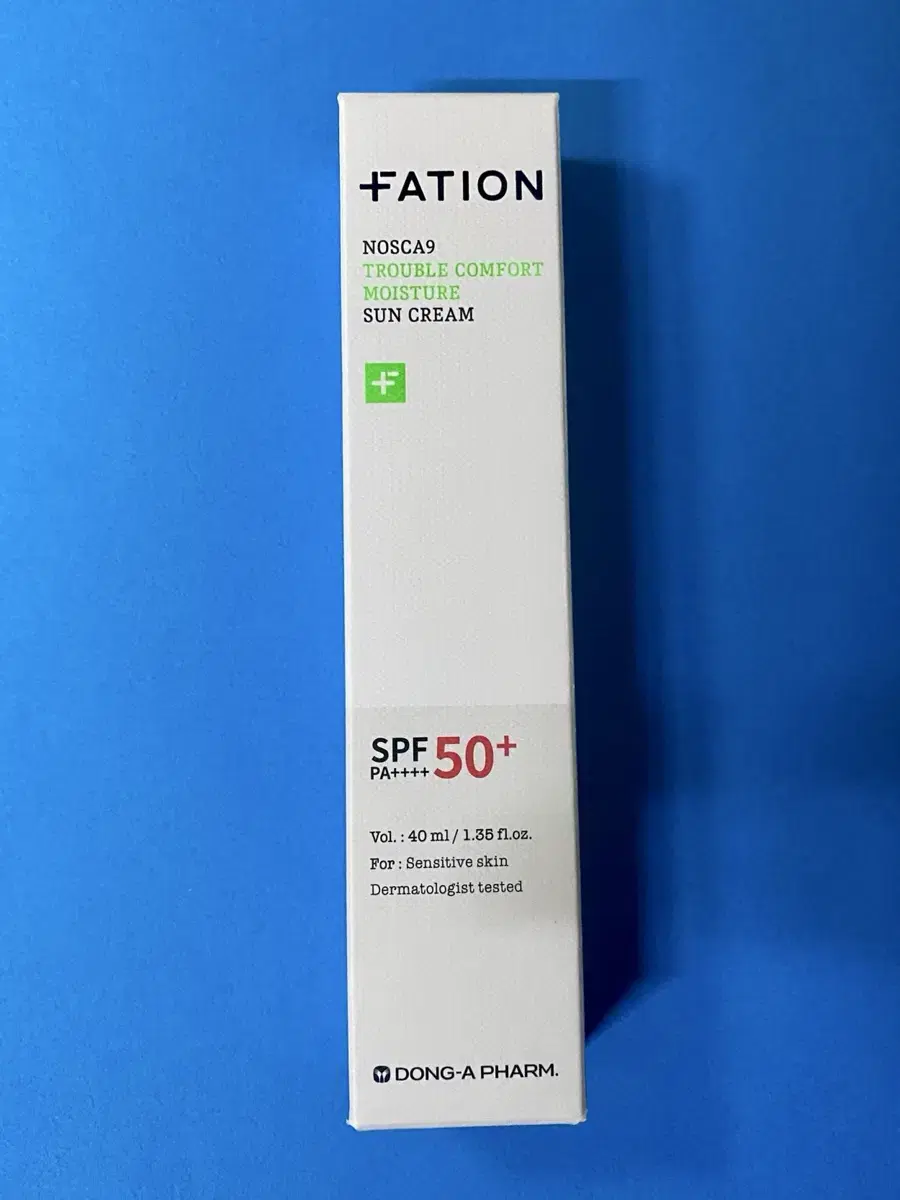 FATION
NOSCA9
TROUBLE COMFORT
MOISTURE
SUN CREAM
SPF 50+
PA++++
Vol. : 40 ml / 1.35 fl.oz.
For : Sensitive skin
Dermatologist tested
DONG-A PHARM.